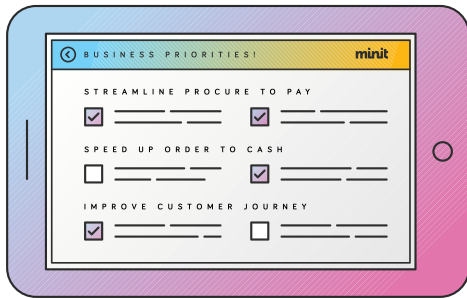 BUSINESS PRIORITIES!
minit
STREAMLINE PROCURE TO PAY
SPEED UP ORDER TO CASH
IMPROVE CUSTOMER JOURNEY